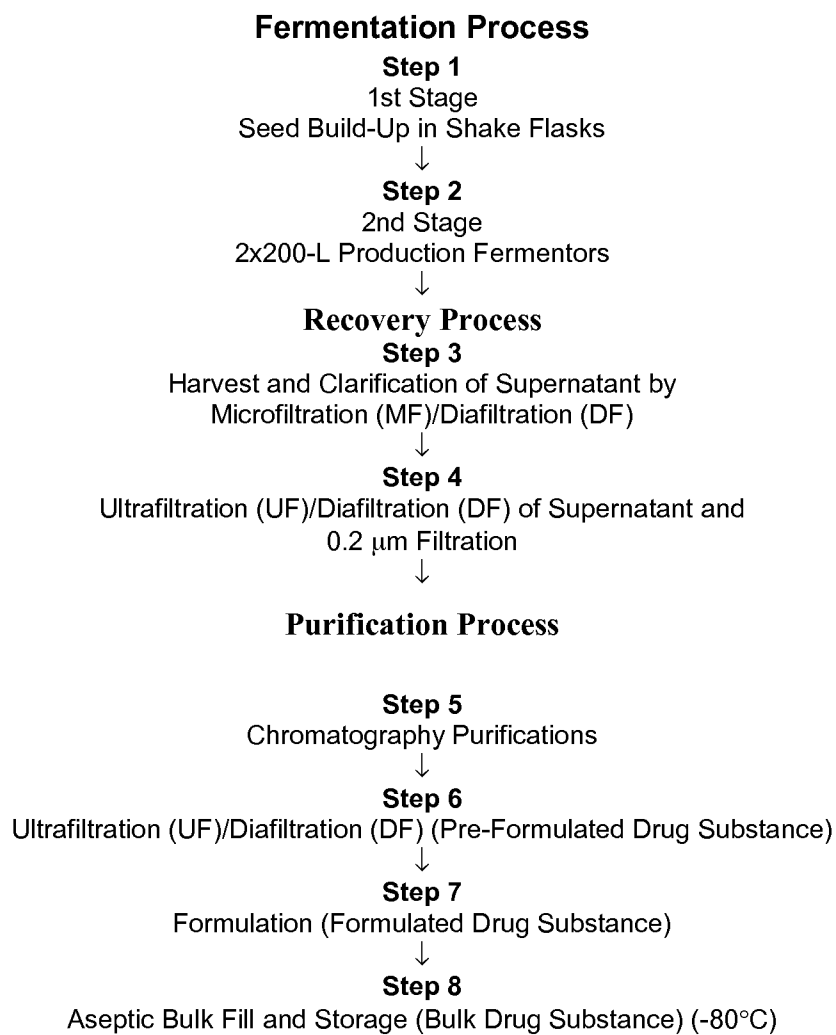 Fermentation Process
Step 1
1st Stage
Seed Build-Up in Shake Flasks
↓
Step 2
2nd Stage
2x200-L Production Fermentors
↓
Recovery Process
Step 3
Harvest and Clarification of Supernatant by
Microfiltration (MF)/Diafiltration (DF)
↓
Step 4
Ultrafiltration (UF)/Diafiltration (DF) of Supernatant and
0.2 μm Filtration
↓
Purification Process
Step 5
Chromatography Purifications
↓
Step 6
Ultrafiltration (UF)/Diafiltration (DF) (Pre-Formulated Drug Substance)
↓
Step 7
Formulation (Formulated Drug Substance)
↓
Step 8
Aseptic Bulk Fill and Storage (Bulk Drug Substance) (-80°C)